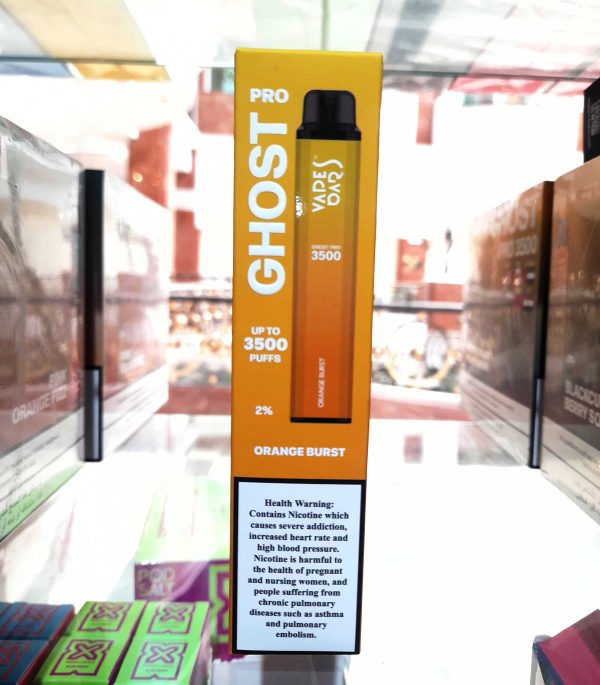 PRO
GHOST
VAPES
BARS
GHOST PRO
3500
ORANGE BURST
UP TO
3500
PUFFS
2%
ORANGE BURST
Health Warning:
Contains Nicotine which
causes severe addiction,
increased heart rate and
high blood pressure.
Nicotine is harmful to
the health of pregnant
and nursing women, and
people suffering from
chronic pulmonary
diseases such as asthma
and pulmonary
embolism.
ORANGE FIZZ
POD
SALT
GHOST
PRO 3500